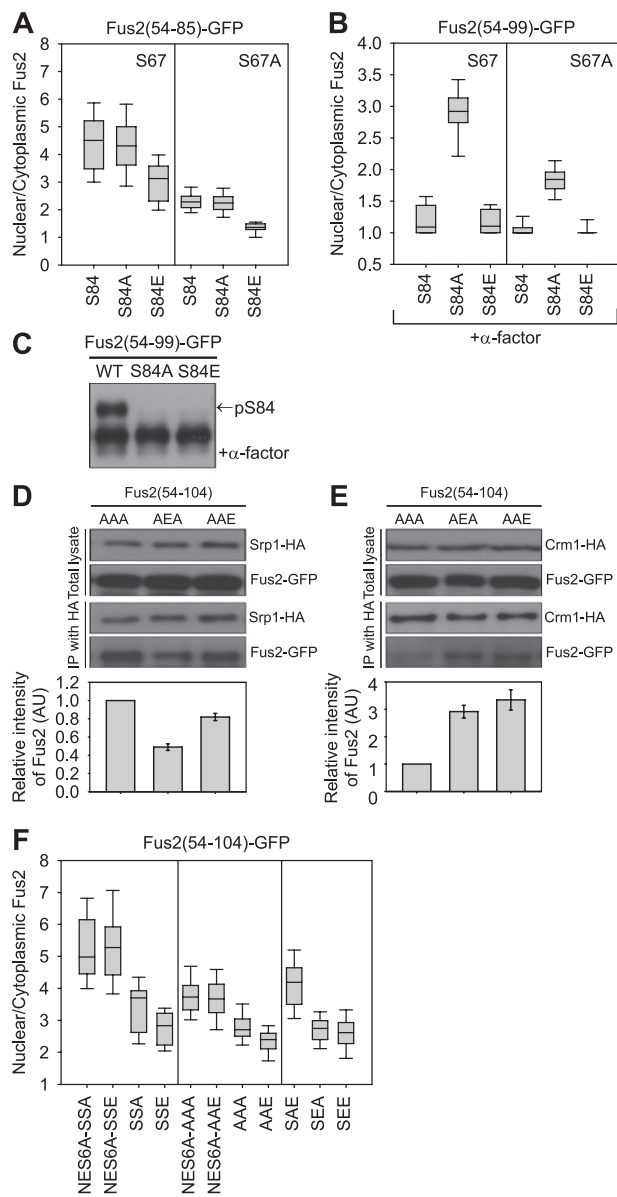 A
Fus2(54-85)-GFP
S67
S67A
Nuclear/Cytoplasmic Fus2
6
5
4
3
2
1
0
S84
S84A
S84E
S84
S84A
S84E
B
Fus2(54-99)-GFP
S67
S67A
Nuclear/Cytoplasmic Fus2
4.0
3.5
3.0
2.5
2.0
1.5
1.0
0.5
S84
S84A
S84E
S84
S84A
S84E
+α-factor
C
Fus2(54-99)-GFP
WT S84A S84E
←pS84
+α-factor
D
Fus2(54-104)
AAA AEA AAE
Total lysate
Srp1-HA
Fus2-GFP
IP with HA
Srp1-HA
Fus2-GFP
Relative intensity
of Fus2 (AU)
1.2
1.0
0.8
0.6
0.4
0.2
0.0
E
Fus2(54-104)
AAA AEA AAE
Total lysate
Crm1-HA
Fus2-GFP
IP with HA
Crm1-HA
Fus2-GFP
Relative intensity
of Fus2 (AU)
4
3
2
1
0
F
Fus2(54-104)-GFP
Nuclear/Cytoplasmic Fus2
8
7
6
5
4
3
2
1
NES6A-SSA
NES6A-SSE
SSA
SSE
NES6A-AAA
NES6A-AAE
AAA
AAE
SAE
SEA
SEE